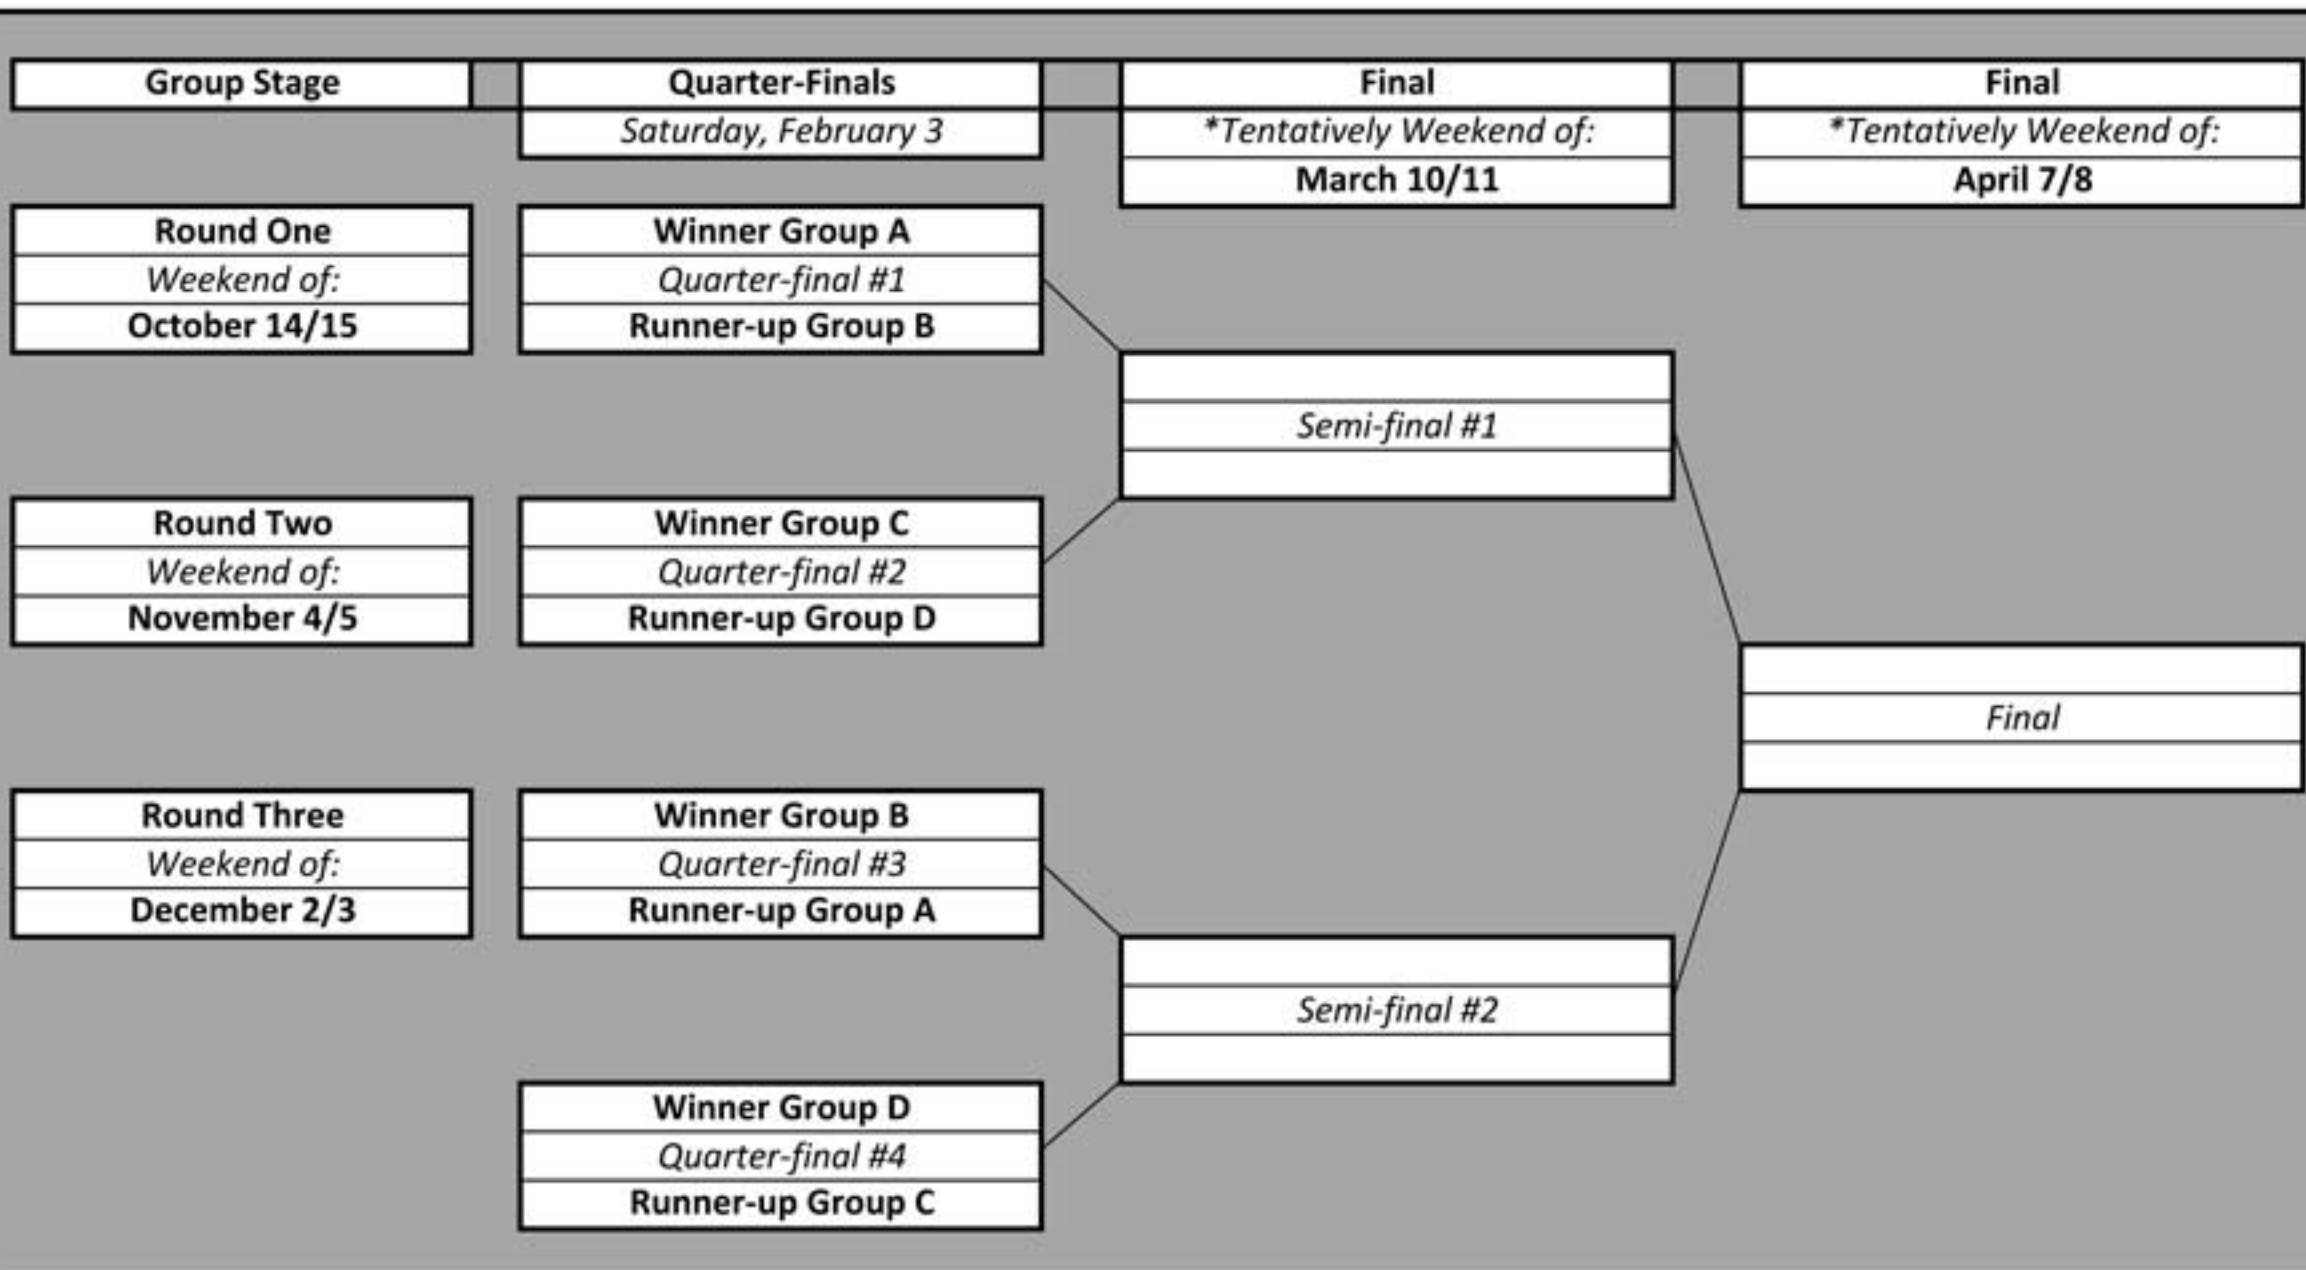 Group Stage
Quarter-Finals
Saturday, February 3
Final
*Tentatively Weekend of:
March 10/11
Final
*Tentatively Weekend of:
April 7/8
Round One
Weekend of:
October 14/15
Round Two
Weekend of:
November 4/5
Round Three
Weekend of:
December 2/3
Winner Group A
Quarter-final #1
Runner-up Group B
Winner Group C
Quarter-final #2
Runner-up Group D
Winner Group B
Quarter-final #3
Runner-up Group A
Winner Group D
Quarter-final #4
Runner-up Group C
Semi-final #1
Semi-final #2
Final